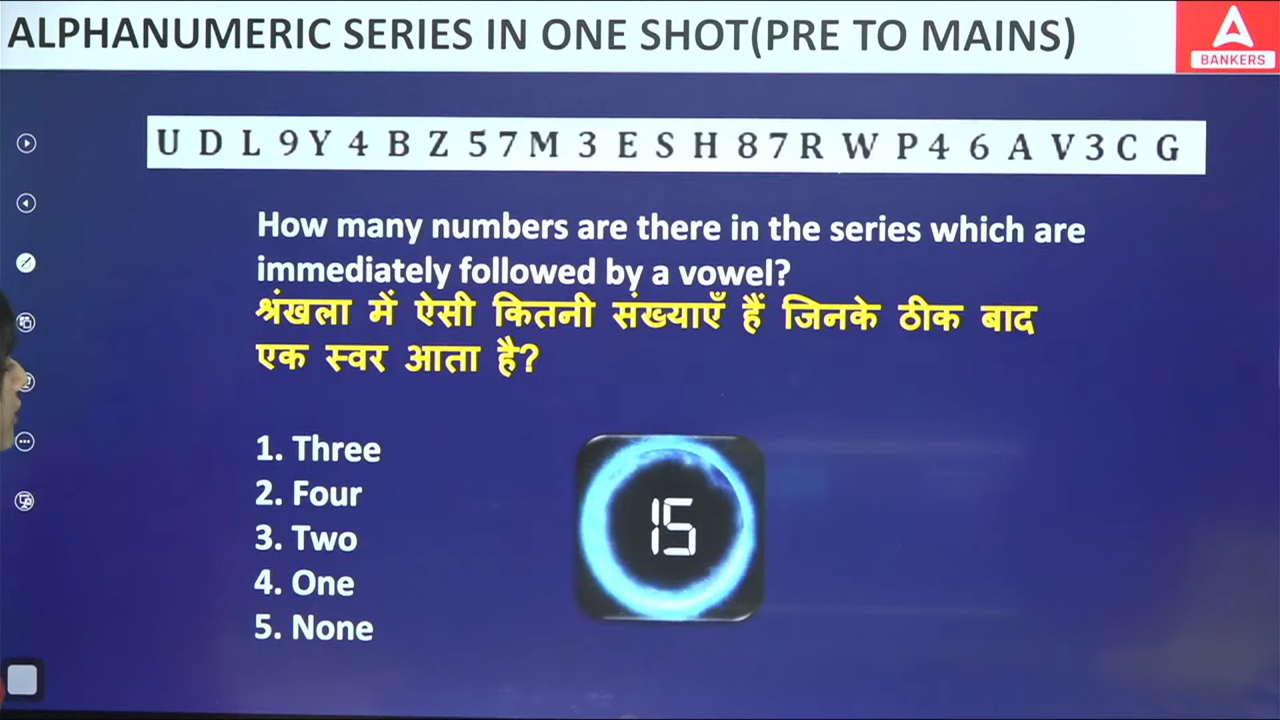 ALPHANUMERIC SERIES IN ONE SHOT(PRE TO MAINS)
A
BANKERS
U D L 9 Y 4 B Z 5 7 M 3 E S H 8 7 R W P 4 6 A V 3 C G
How many numbers are there in the series which are
immediately followed by a vowel?
श्रंखला में ऐसी कितनी संख्याएँ हैं जिनके ठीक बाद
एक स्वर आता है?
1. Three
2. Four
3. Two
4. One
5. None
15